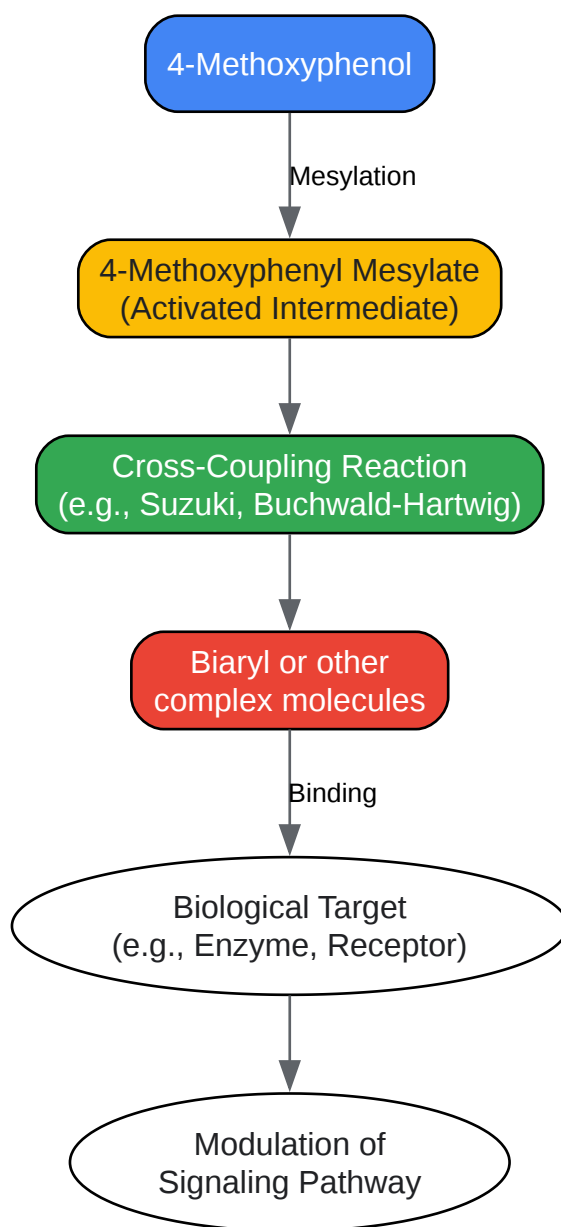 4-Methoxyphenol
Mesylation
4-Methoxyphenyl Mesylate
(Activated Intermediate)
Cross-Coupling Reaction
(e.g., Suzuki, Buchwald-Hartwig)
Biaryl or other
complex molecules
Binding
Biological Target
(e.g., Enzyme, Receptor)
Modulation of
Signaling Pathway